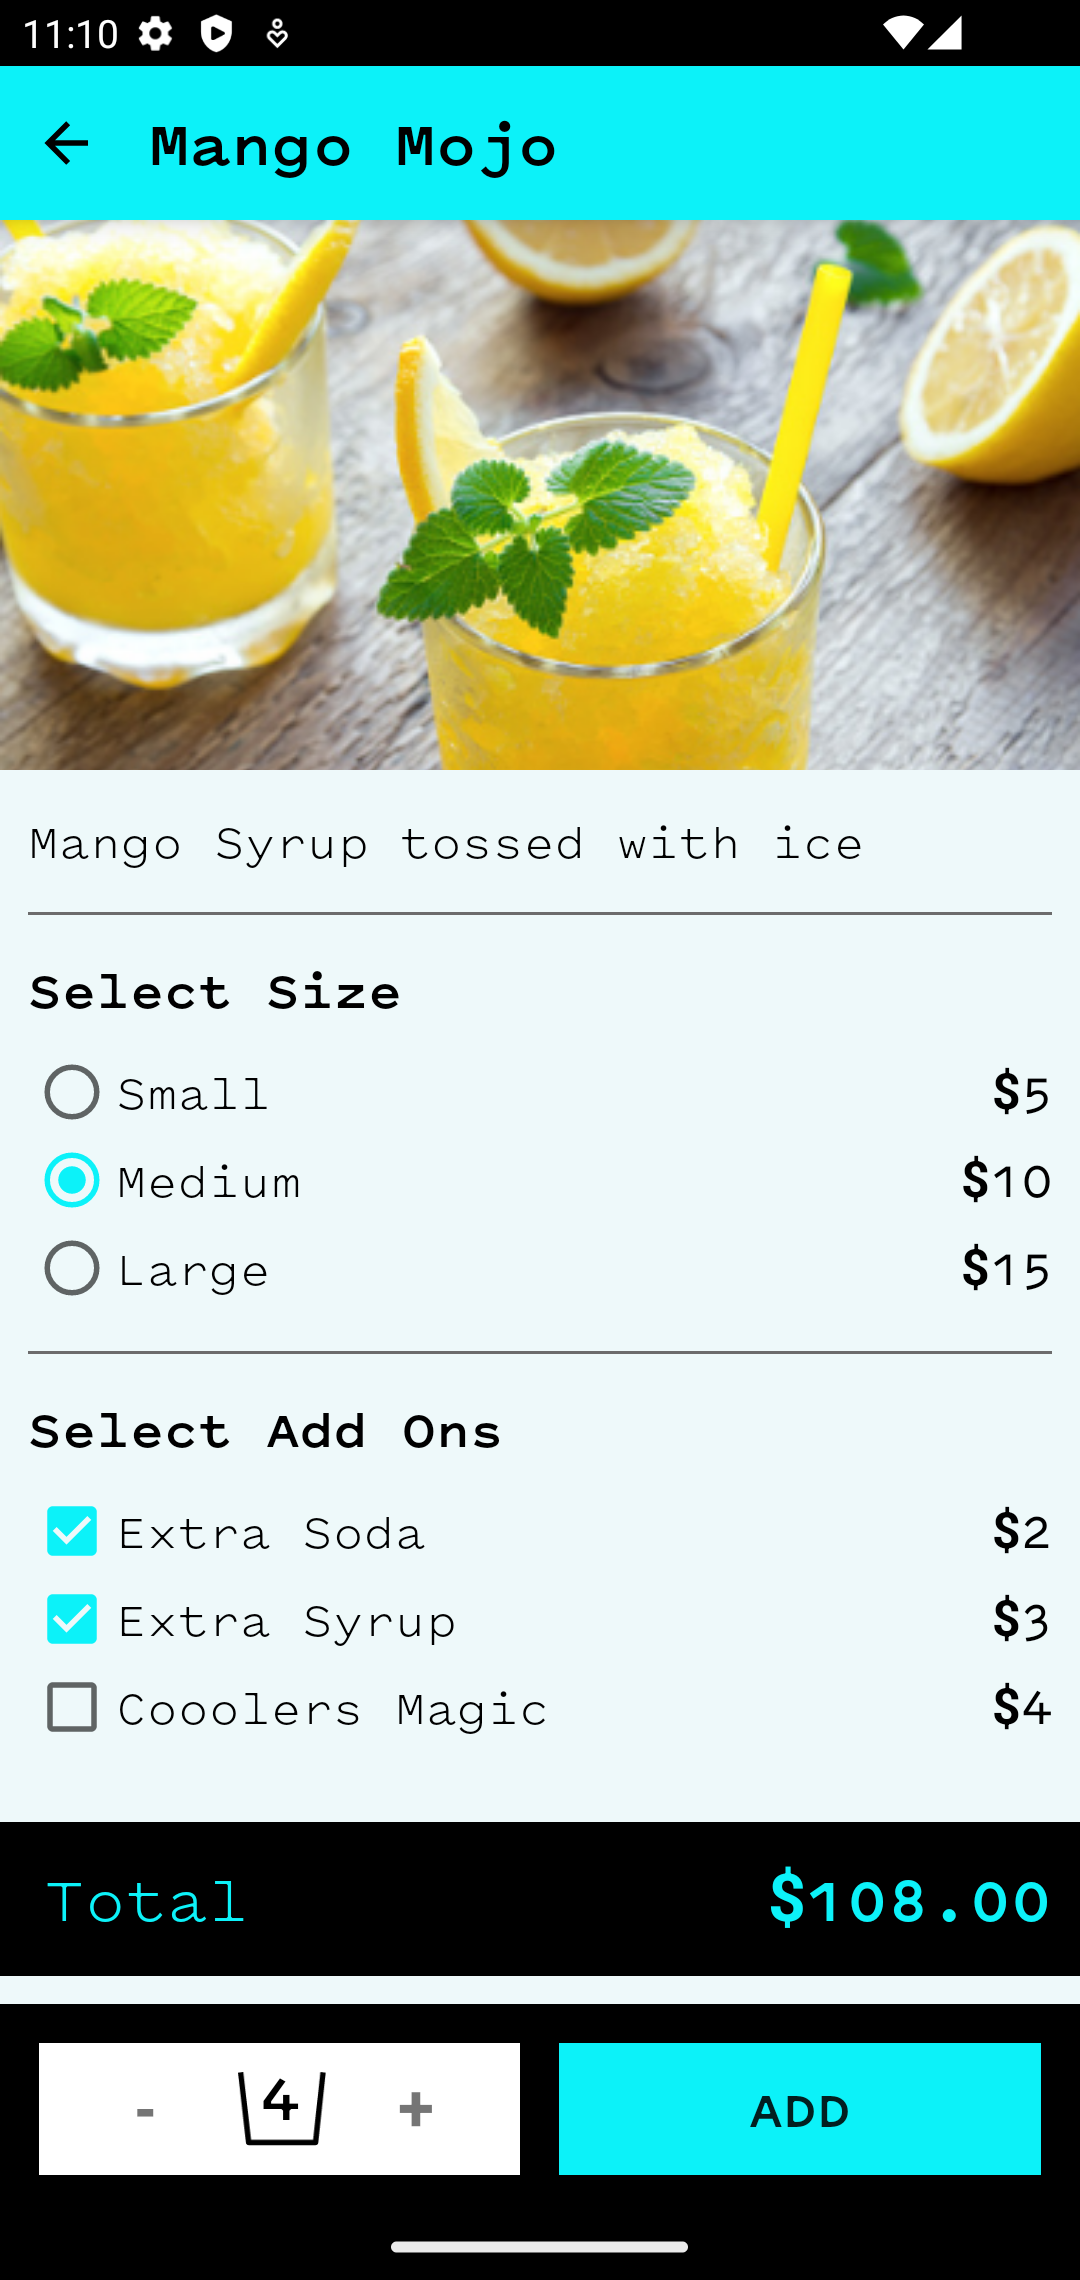 11:10
Mango Mojo
Mango Syrup tossed with ice
Select Size
Small $5
Medium $10
Large $15
Select Add Ons
Extra Soda $2
Extra Syrup $3
Cooolers Magic $4
Total $108.00
- 4 + ADD